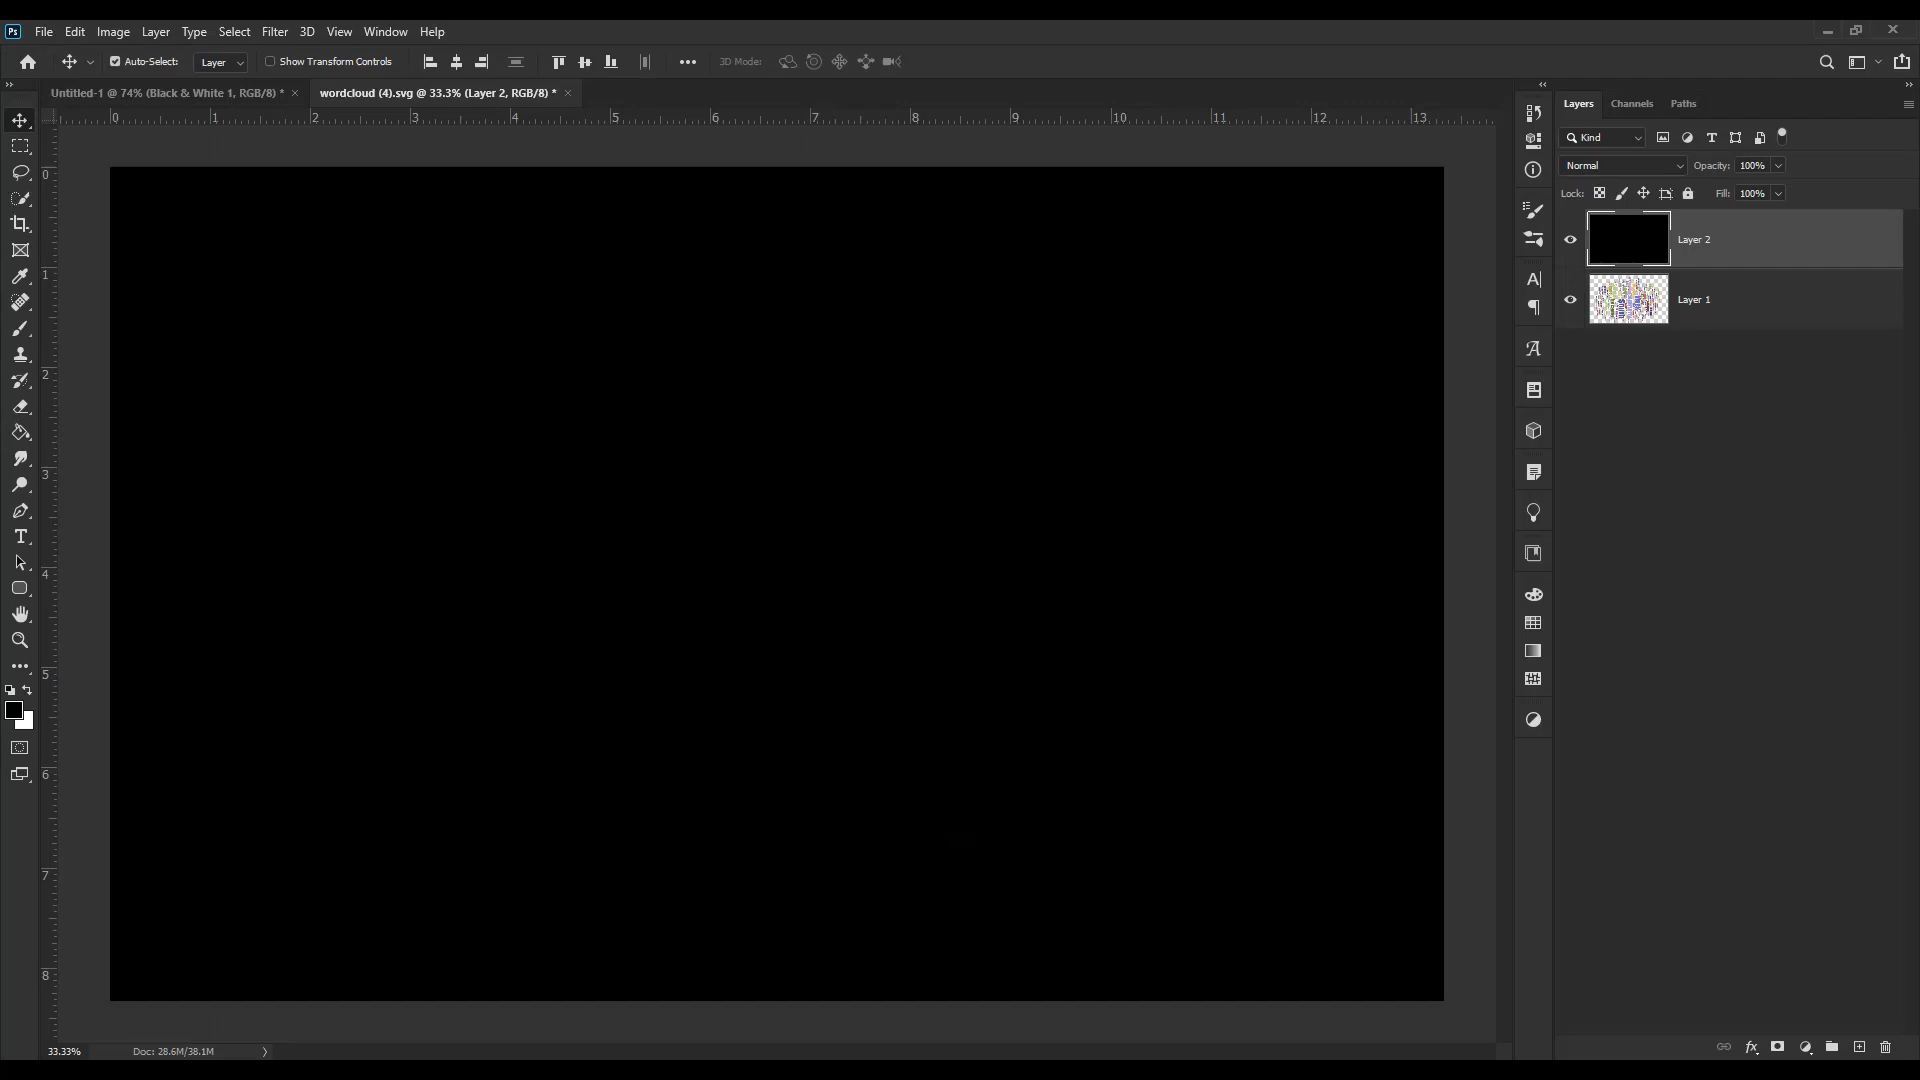 Ps File Edit Image Layer Type Select Filter 3D View Window Help
Auto-Select: Layer Show Transform Controls 3D Mode:
Untitled-1 @ 74% (Black & White 1, RGB/8) * × wordcloud (4).svg @ 33.3% (Layer 2, RGB/8) * ×
0 1 2 3 4 5 6 7 8 9 10 11 12 13
0
1
2
3
4
5
6
7
8
Layers Channels Paths
Kind
Normal Opacity: 100%
Lock: Fill: 100%
Layer 2
Layer 1
33.33% Doc: 28.6M/38.1M